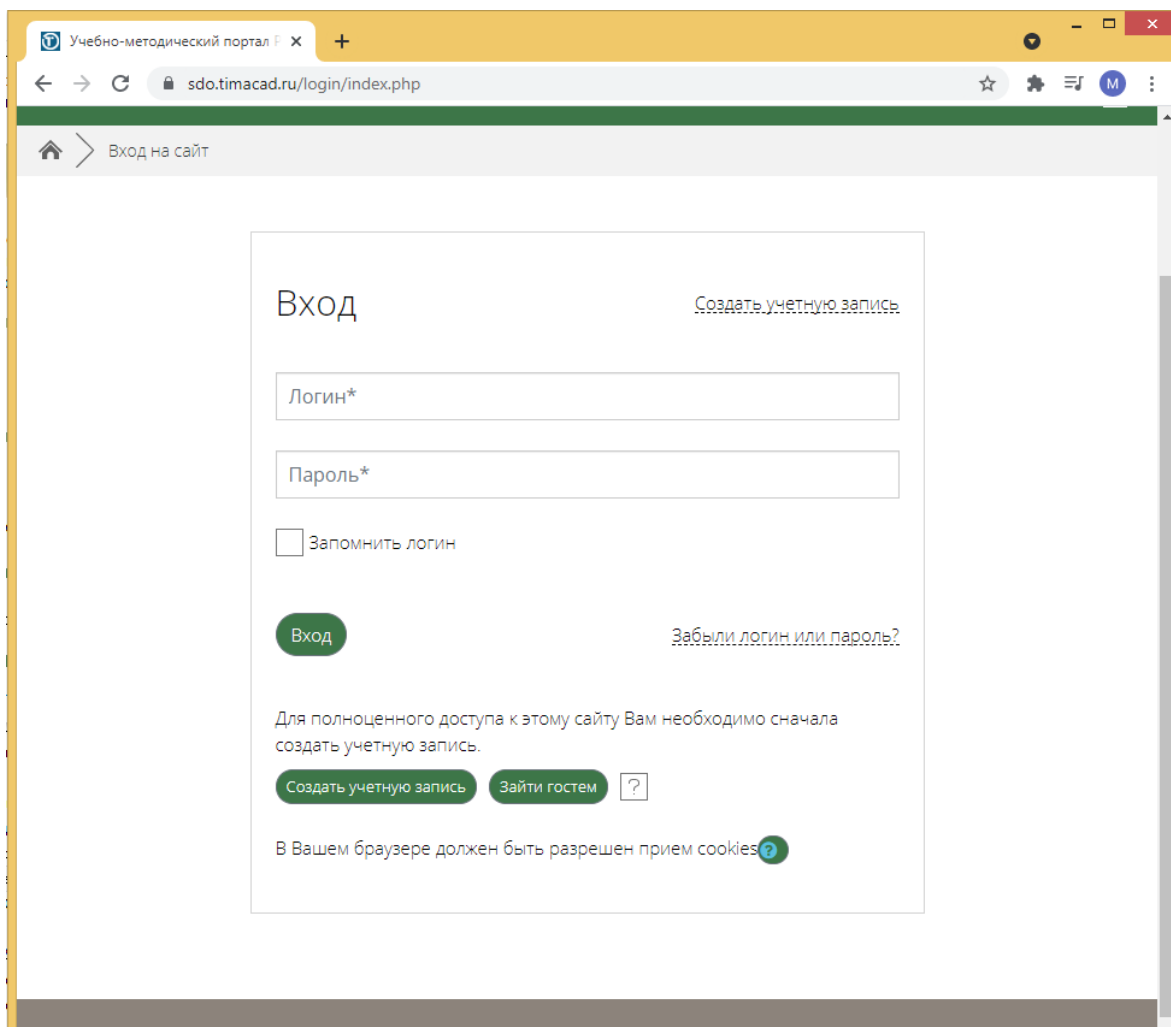 Учебно-методический портал Р
sdo.timacad.ru/login/index.php
M
Вход на сайт
Вход
Создать учетную запись
Логин*
Пароль*
Запомнить логин
Вход
Забыли логин или пароль?
Для полноценного доступа к этому сайту Вам необходимо сначала
создать учетную запись.
Создать учетную запись Зайти гостем ?
В Вашем браузере должен быть разрешен прием cookies ?